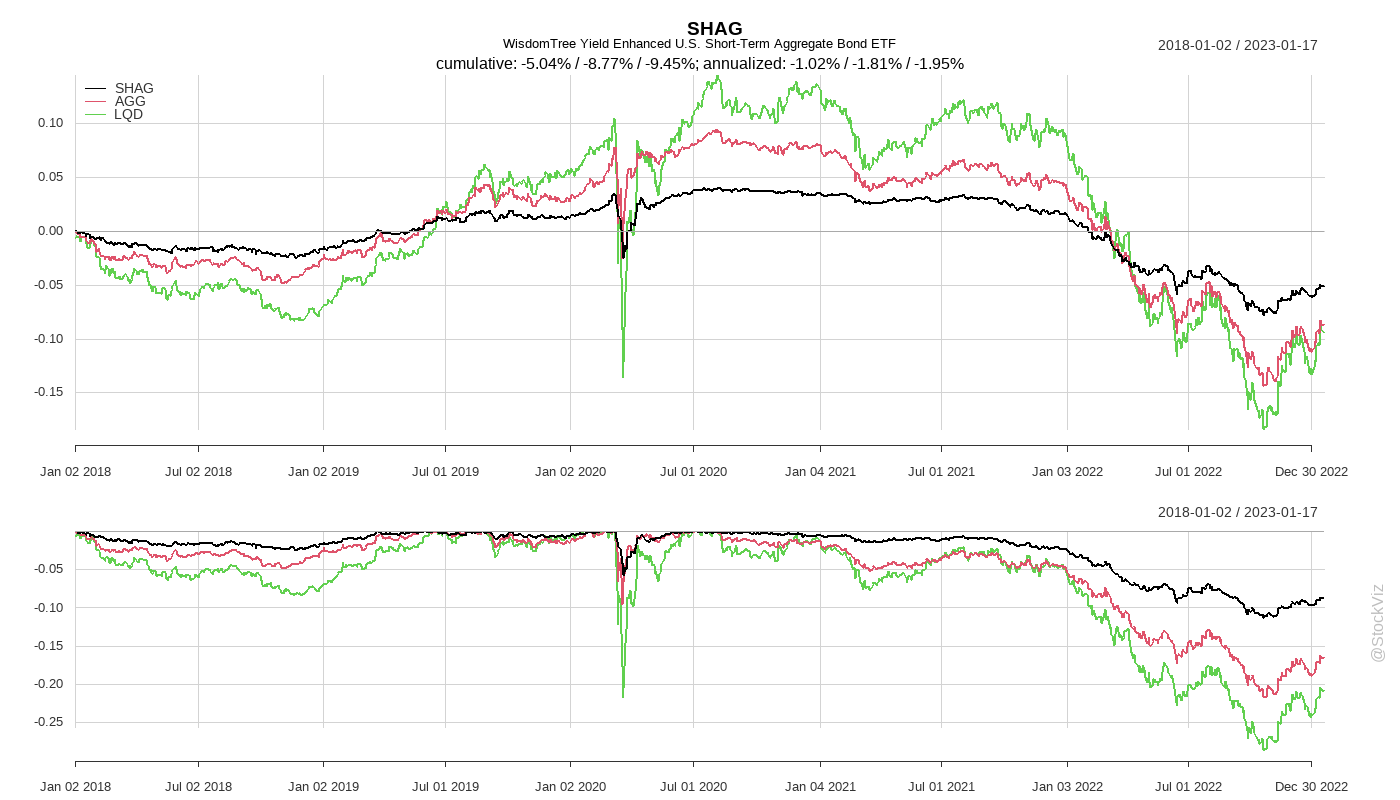 SHAG
WisdomTree Yield Enhanced U.S. Short-Term Aggregate Bond ETF
2018-01-02 / 2023-01-17
cumulative: -5.04% / -8.77% / -9.45%; annualized: -1.02% / -1.81% / -1.95%
SHAG
AGG
LQD
0.10
0.05
0.00
-0.05
-0.10
-0.15
Jan 02 2018 Jul 02 2018 Jan 02 2019 Jul 01 2019 Jan 02 2020 Jul 01 2020 Jan 04 2021 Jul 01 2021 Jan 03 2022 Jul 01 2022 Dec 30 2022
2018-01-02 / 2023-01-17
-0.05
-0.10
-0.15
-0.20
-0.25
Jan 02 2018 Jul 02 2018 Jan 02 2019 Jul 01 2019 Jan 02 2020 Jul 01 2020 Jan 04 2021 Jul 01 2021 Jan 03 2022 Jul 01 2022 Dec 30 2022
@StockViz